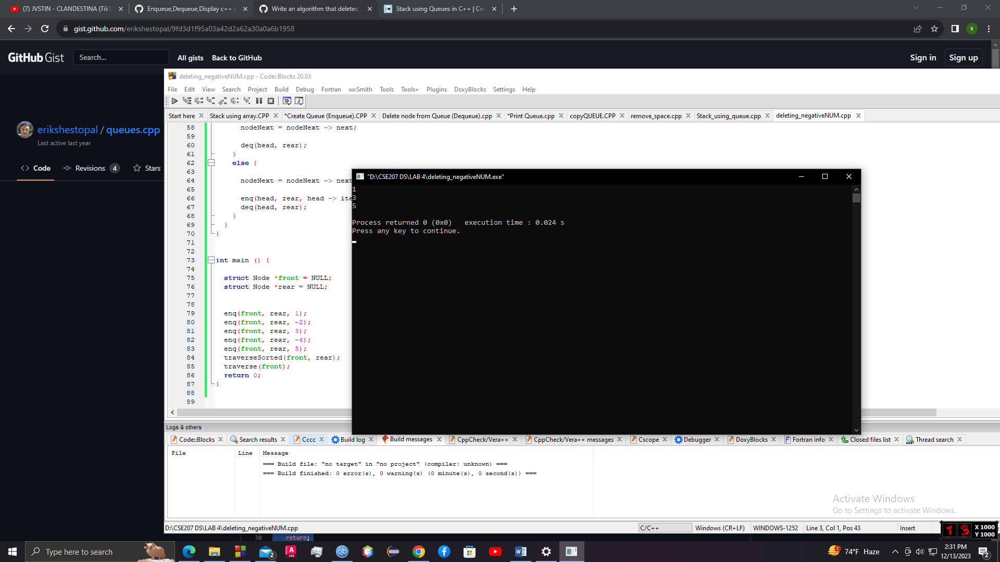 (7) JVSTIN - CLANDESTINA (TikT
Enqueue,Dequeue,Display c++ c
Write an algorithm that deletes a
Stack using Queues in C++ | Coc
gist.github.com/erikshestopal/9fd3d1f95a03a42d2a62a30a0a6b1958
X
GitHub Gist
Search...
All gists
Back to GitHub
Sign in
Sign up
erikshestopal / queues.cpp
Last active last year
Code
Revisions 4
Stars
deleting_negativeNUM.cpp - Code::Blocks 20.03
File Edit View Search Project Build Debug Fortran wxSmith Tools Tools+ Plugins DoxyBlocks Settings Help
Start here
Stack using array.CPP
*Create Queue (Enqueue).CPP
Delete node from Queue (Dequeue).cpp
*Print Queue.cpp
copyQUEUE.CPP
remove_space.cpp
Stack_using_queue.cpp
deleting_negativeNUM.cpp
58 nodeNext = nodeNext -> next;
59
60 deq(head, rear);
61 }
62 else {
63
64 nodeNext = nodeNext -> next
65
66 enq(head, rear, head -> ite
67 deq(head, rear);
68 }
69 }
70 }
71
72
73 int main () {
74
75 struct Node *front = NULL;
76 struct Node *rear = NULL;
77
78
79 enq(front, rear, 1);
80 enq(front, rear, -2);
81 enq(front, rear, 3);
82 enq(front, rear, -4);
83 enq(front, rear, 5);
84 traverseSorted(front, rear);
85 traverse(front);
86 return 0;
87 }
88
89
"D:\CSE207 DS\LAB 4\deleting_negativeNUM.exe"
1
3
5
Process returned 0 (0x0)   execution time : 0.024 s
Press any key to continue.
Logs & others
Code::Blocks
Search results
Cccc
Build log
Build messages
CppCheck/Vera++
CppCheck/Vera++ messages
Cscope
Debugger
DoxyBlocks
Fortran info
Closed files list
Thread search
File Line Message
=== Build file: "no target" in "no project" (compiler: unknown) ===
=== Build finished: 0 error(s), 0 warning(s) (0 minute(s), 0 second(s)) ===
Activate Windows
Go to Settings to activate Windows.
D:\CSE207 DS\LAB 4\deleting_negativeNUM.cpp
C/C++
Windows (CR+LF)
WINDOWS-1252
Line 3, Col 1, Pos 43
Insert
X 1000
Y 1000
30 return;
Type here to search
2
74°F Haze
2:31 PM
12/13/2023
2